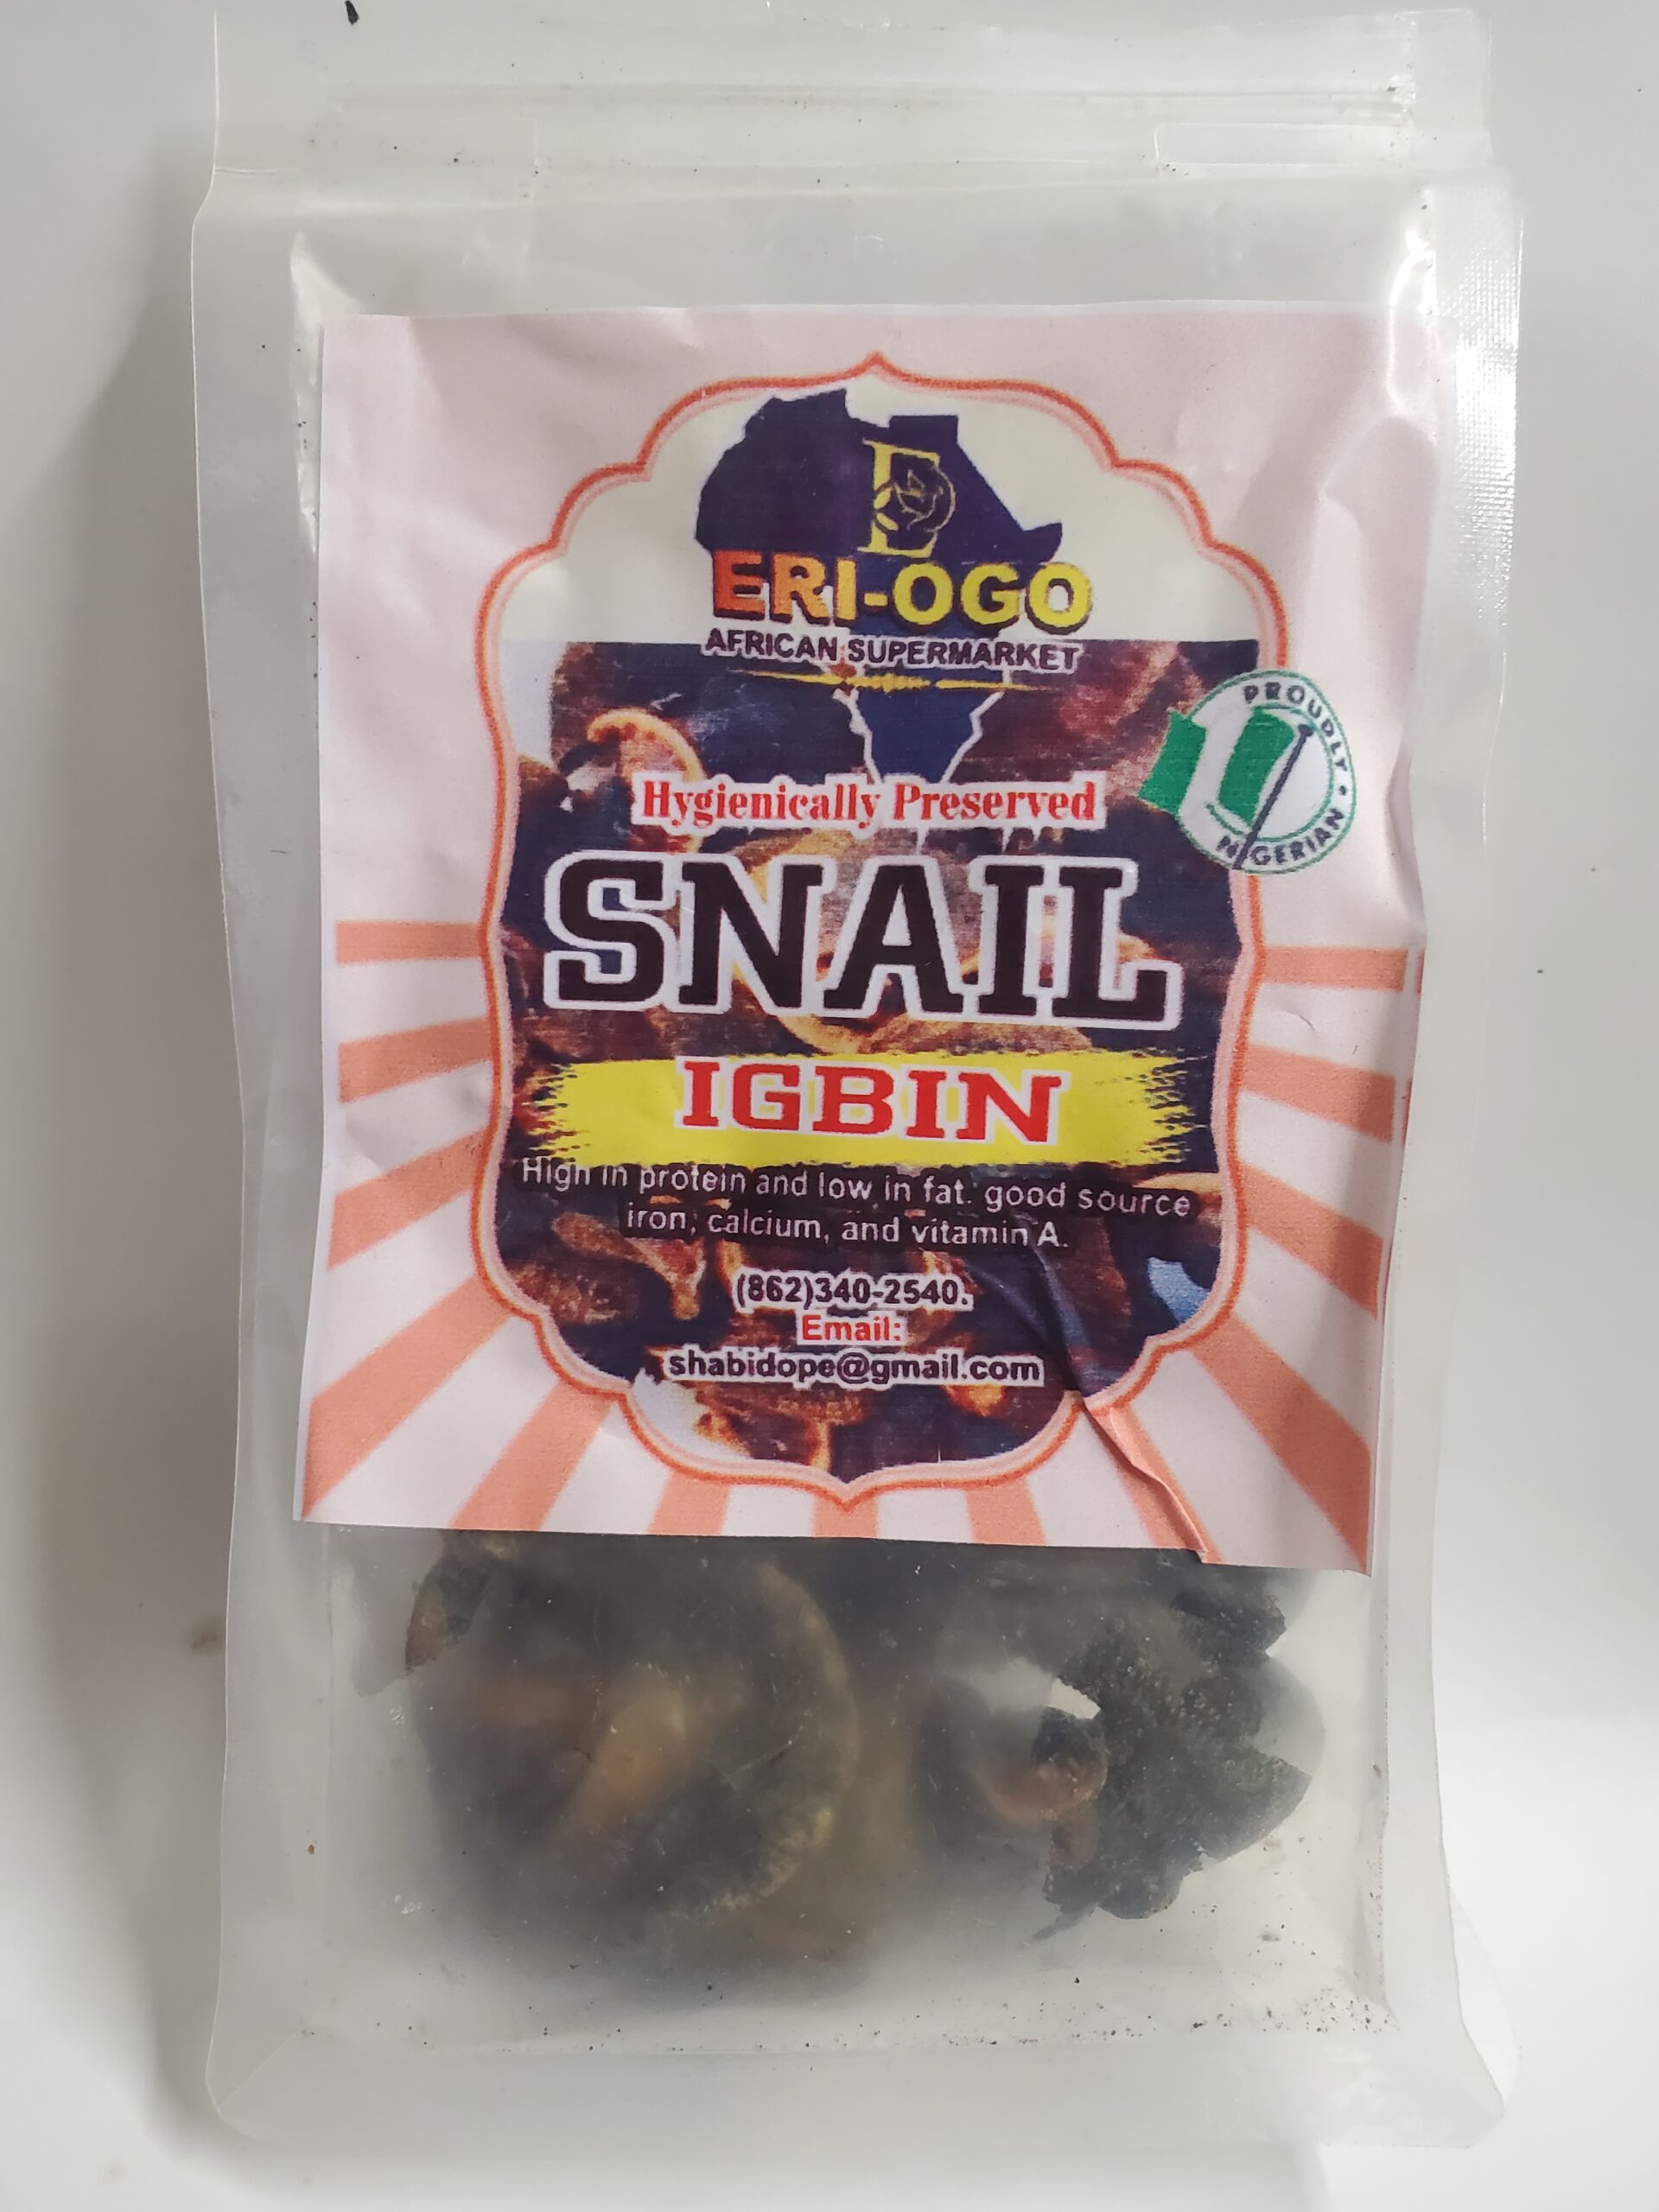 E
ERI-OGO
AFRICAN SUPERMARKET
PROUDLY • NIGERIAN
Hygienically Preserved
SNAIL
IGBIN
High in protein and low in fat. good source
iron, calcium, and vitamin A.
(862)340-2540.
Email:
shabidope@gmail.com